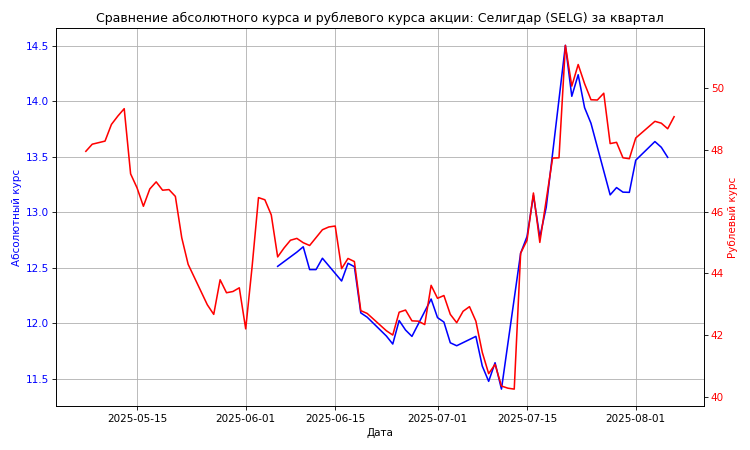 Сравнение абсолютного курса и рублевого курса акции: Селигдар (SELG) за квартал
14.5
14.0
13.5
13.0
12.5
12.0
11.5
Абсолютный курс
50
48
46
44
42
40
Рублевый курс
2025-05-15 2025-06-01 2025-06-15 2025-07-01 2025-07-15 2025-08-01
Дата